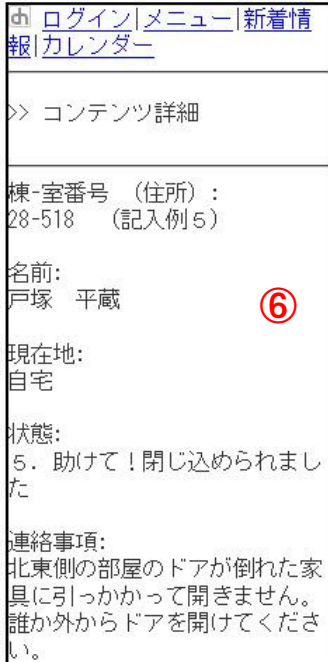 ログイン|メニュー|新着情
報|カレンダー
>> コンテンツ詳細
棟-室番号 （住所）:
28-518 （記入例５）
名前:
戸塚 平蔵
⑥
現在地:
自宅
状態:
５．助けて！閉じ込められまし
た
連絡事項:
北東側の部屋のドアが倒れた家
具に引っかかって開きません。
誰か外からドアを開けてくださ
い。